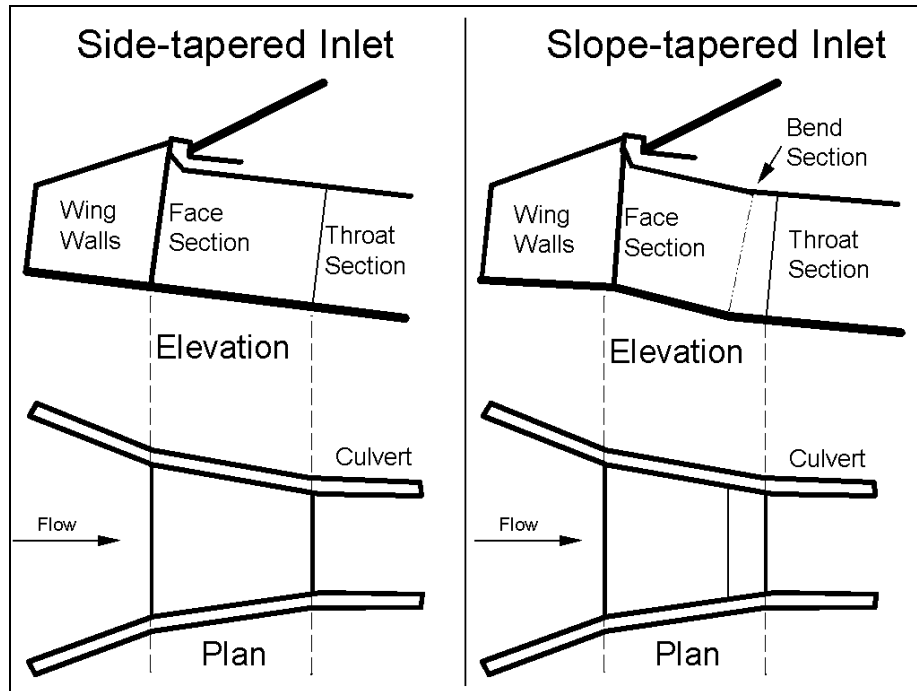 Side-tapered Inlet
Wing
Walls
Face
Section
Throat
Section
Elevation
Culvert
Flow
Plan
Slope-tapered Inlet
Bend
Section
Wing
Walls
Face
Section
Throat
Section
Elevation
Culvert
Flow
Plan